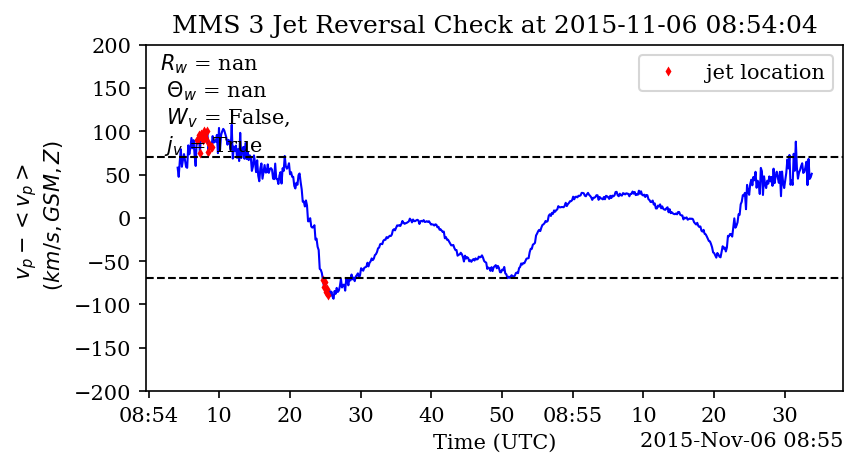 MMS 3 Jet Reversal Check at 2015-11-06 08:54:04
R_w = nan
Θ_w = nan
W_v = False,
j_v = True
jet location
v_p − < v_p >
(km/s, GSM, Z)
200
150
100
50
0
−50
−100
−150
−200
08:54 10 20 30 40 50 08:55 10 20 30
Time (UTC)
2015-Nov-06 08:55